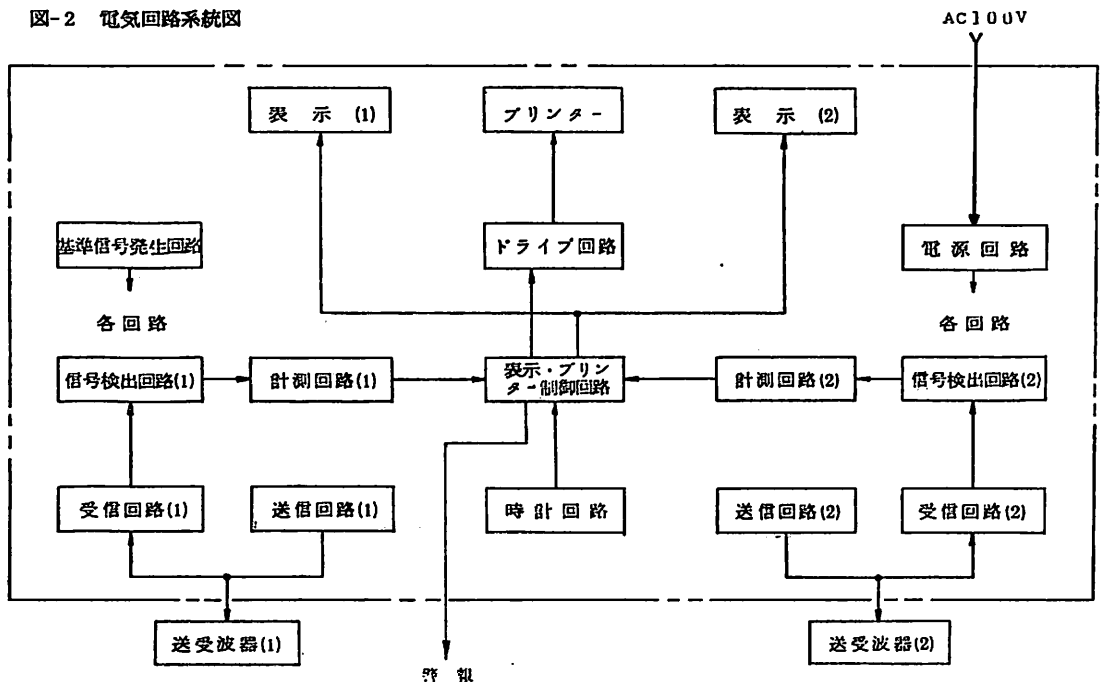 図-2 電気回路系統図
AC100V
表示 (1)
プリンター
表示 (2)
基準信号発生回路
ドライブ回路
電源回路
各回路
各回路
信号検出回路(1)
計測回路(1)
表示・プリン
ター制御回路
計測回路(2)
信号検出回路(2)
受信回路(1)
送信回路(1)
時計回路
送信回路(2)
受信回路(2)
送受波器(1)
送受波器(2)
警報